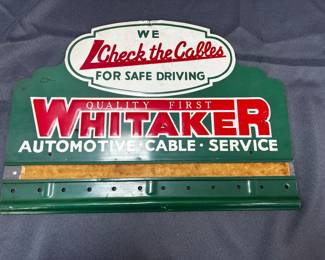 WE
Check the Cables
FOR SAFE DRIVING
QUALITY FIRST
WHITAKER
AUTOMOTIVE · CABLE · SERVICE